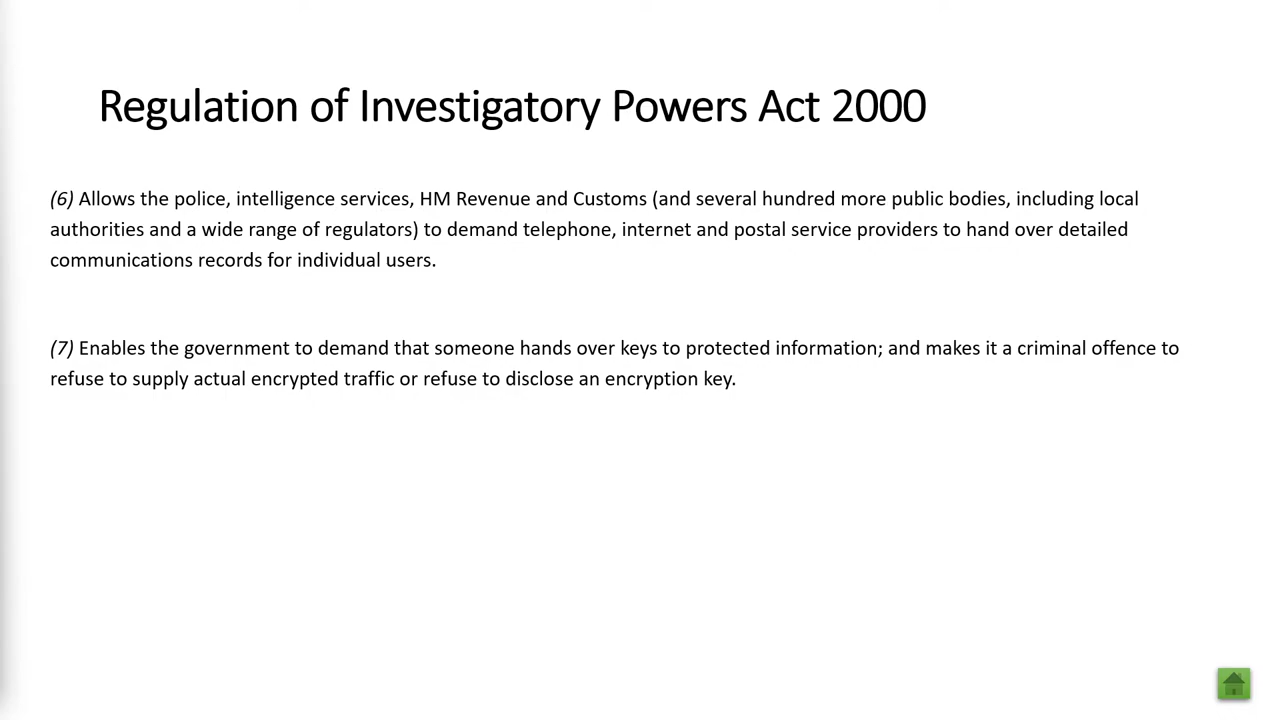 Regulation of Investigatory Powers Act 2000
(6) Allows the police, intelligence services, HM Revenue and Customs (and several hundred more public bodies, including local
authorities and a wide range of regulators) to demand telephone, internet and postal service providers to hand over detailed
communications records for individual users.
(7) Enables the government to demand that someone hands over keys to protected information; and makes it a criminal offence to
refuse to supply actual encrypted traffic or refuse to disclose an encryption key.